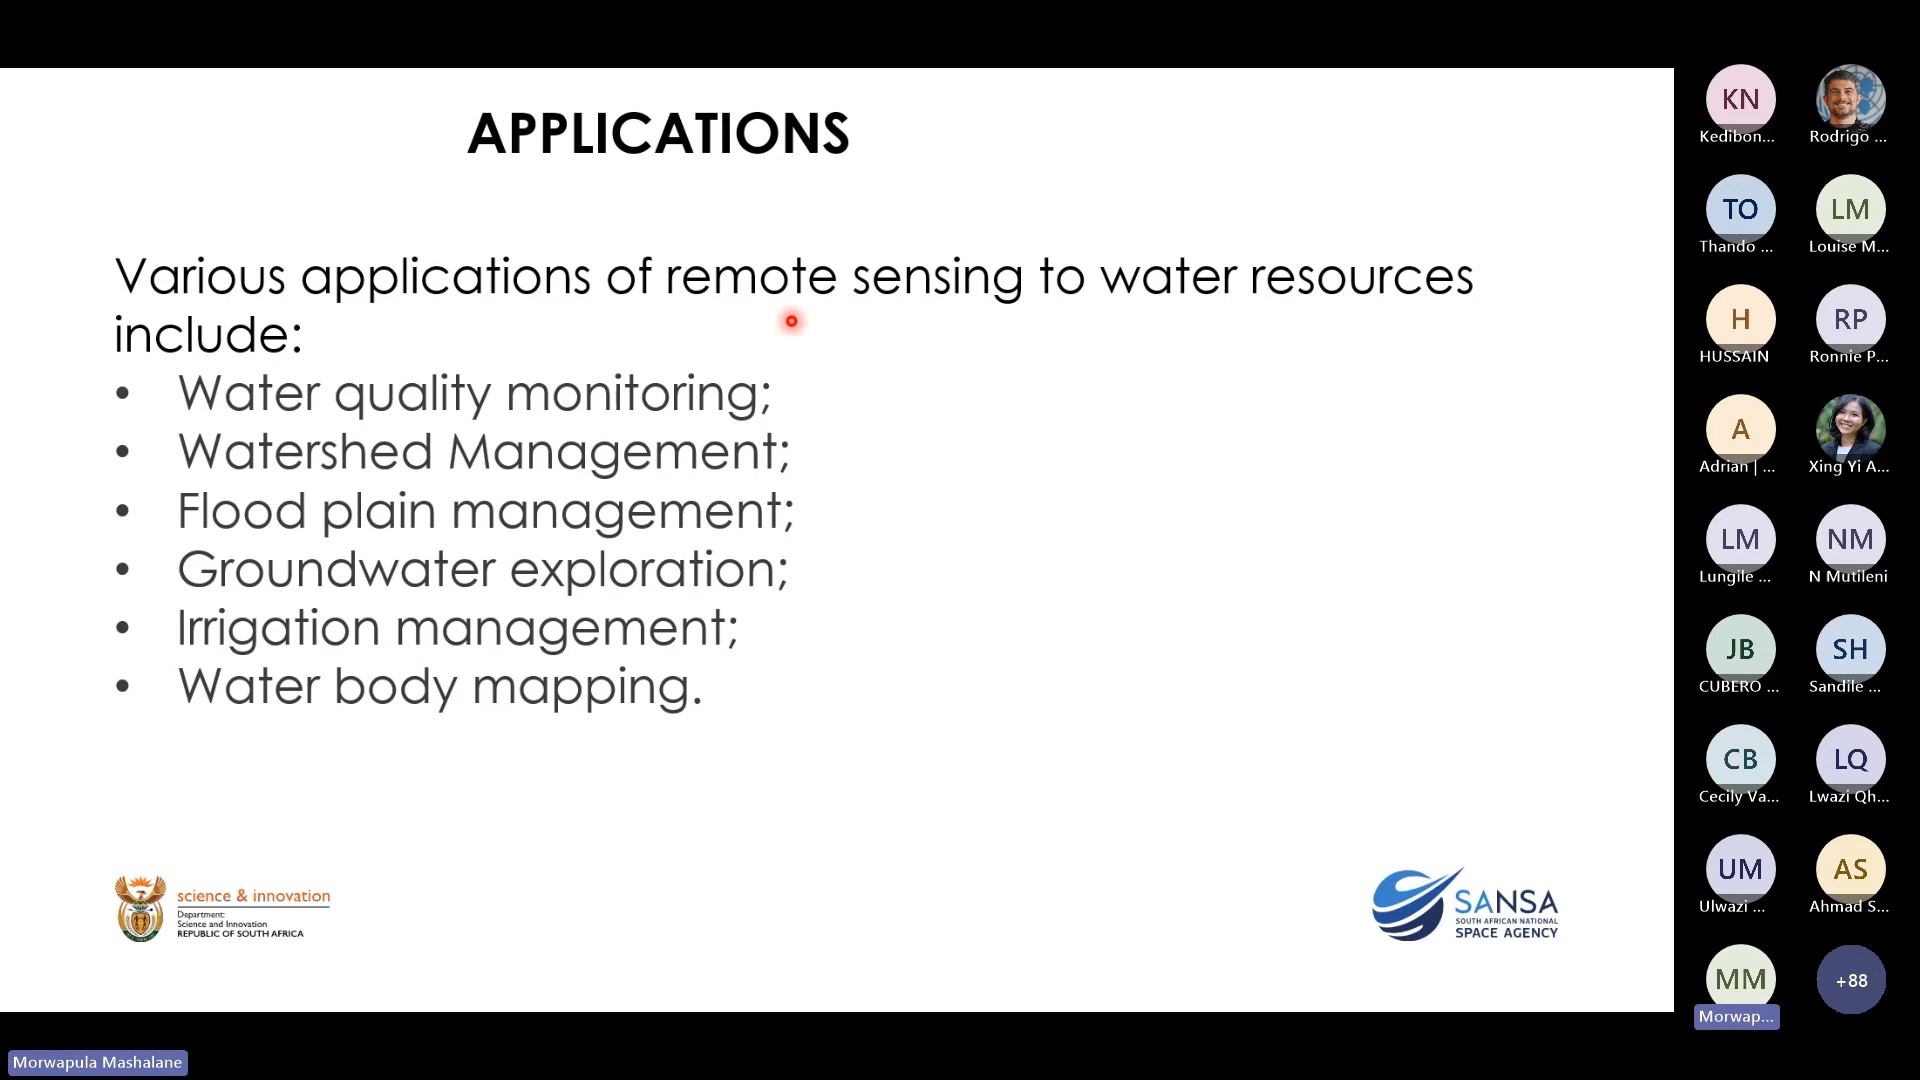 APPLICATIONS
Various applications of remote sensing to water resources
include:
• Water quality monitoring;
• Watershed Management;
• Flood plain management;
• Groundwater exploration;
• Irrigation management;
• Water body mapping.
science & innovation
Department:
Science and Innovation
REPUBLIC OF SOUTH AFRICA
SANSA
SOUTH AFRICAN NATIONAL
SPACE AGENCY
KN
Kedibon...
Rodrigo ...
TO
Thando ...
LM
Louise M...
H
HUSSAIN
RP
Ronnie P...
A
Adrian | ...
Xing Yi A...
LM
Lungile ...
NM
N Mutileni
JB
CUBERO ...
SH
Sandile ...
CB
Cecily Va...
LQ
Lwazi Qh...
UM
Ulwazi ...
AS
Ahmad S...
MM
Morwap...
+88
Morwapula Mashalane